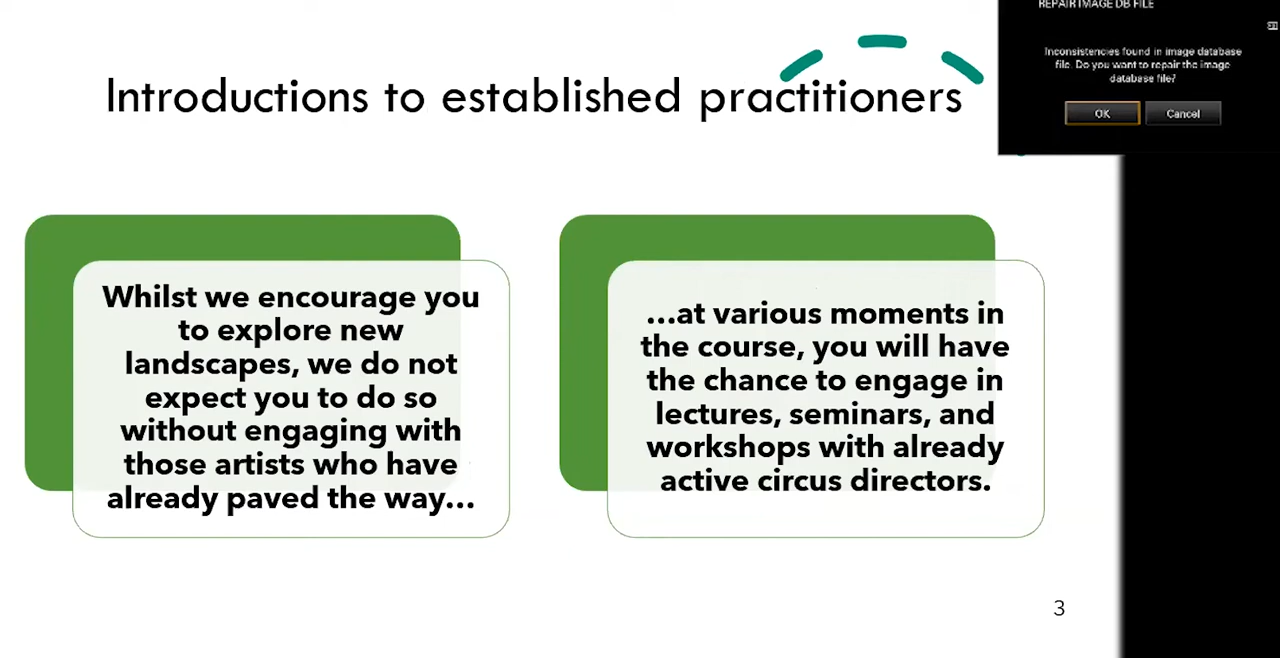 REPAIR IMAGE DB FILE
Inconsistencies found in image database
file. Do you want to repair the image
database file?
OK
Cancel
Introductions to established practitioners
Whilst we encourage you
to explore new
landscapes, we do not
expect you to do so
without engaging with
those artists who have
already paved the way...
...at various moments in
the course, you will have
the chance to engage in
lectures, seminars, and
workshops with already
active circus directors.
3